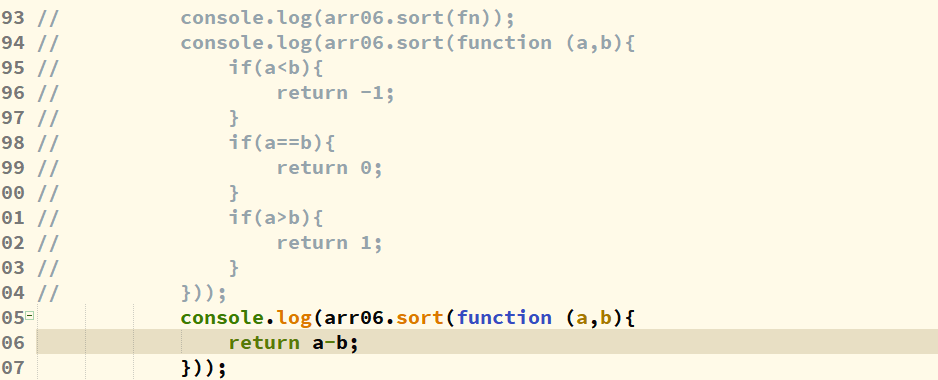 93 //          console.log(arr06.sort(fn));
94 //          console.log(arr06.sort(function (a,b){
95 //              if(a<b){
96 //                  return -1;
97 //              }
98 //              if(a==b){
99 //                  return 0;
00 //              }
01 //              if(a>b){
02 //                  return 1;
03 //              }
04 //          }));
05            console.log(arr06.sort(function (a,b){
06                return a-b;
07            }));